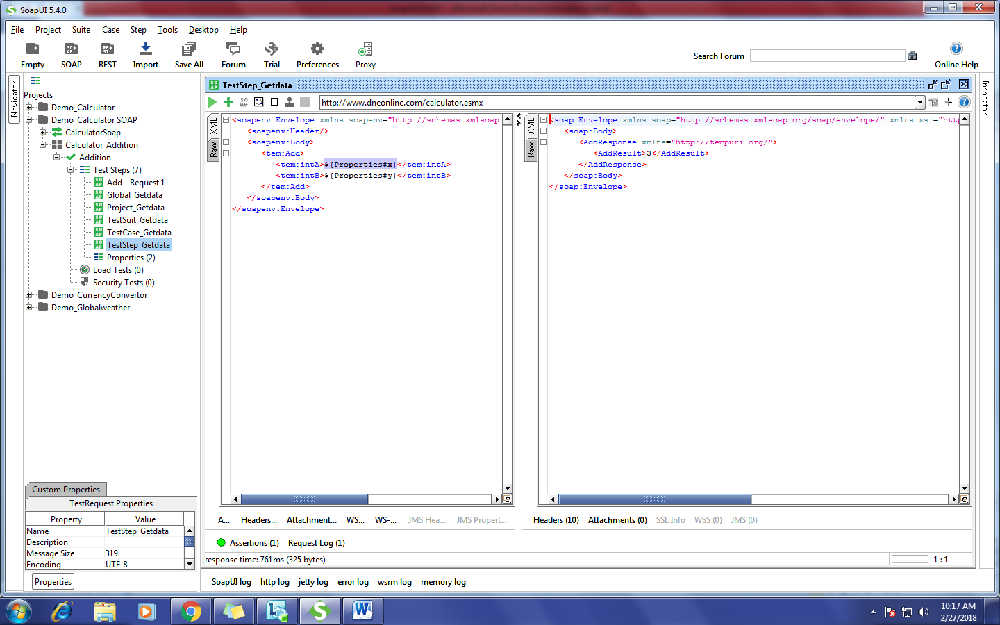 SoapUI 5.4.0
File Project Suite Case Step Tools Desktop Help
Empty SOAP REST Import Save All Forum Trial Preferences Proxy
Search Forum
Online Help
Navigator
Projects
Demo_Calculator
Demo_Calculator SOAP
CalculatorSoap
Calculator_Addition
Addition
Test Steps (7)
Add - Request 1
Global_Getdata
Project_Getdata
TestSuit_Getdata
TestCase_Getdata
TestStep_Getdata
Properties (2)
Load Tests (0)
Security Tests (0)
Demo_CurrencyConvertor
Demo_Globalweather
Custom Properties
TestRequest Properties
Property Value
Name TestStep_Getdata
Description
Message Size 319
Encoding UTF-8
Properties
TestStep_Getdata
http://www.dneonline.com/calculator.asmx
XML
Raw
<soapenv:Envelope xmlns:soapenv="http://schemas.xmlsoap.
<soapenv:Header/>
<soapenv:Body>
<tem:Add>
<tem:intA>${Properties#x}</tem:intA>
<tem:intB>${Properties#y}</tem:intB>
</tem:Add>
</soapenv:Body>
</soapenv:Envelope>
A... Headers... Attachment... WS... WS-... JMS Hea... JMS Propert...
XML
Raw
<soap:Envelope xmlns:soap="http://schemas.xmlsoap.org/soap/envelope/" xmlns:xsi="http
<soap:Body>
<AddResponse xmlns="http://tempuri.org/">
<AddResult>3</AddResult>
</AddResponse>
</soap:Body>
</soap:Envelope>
Headers (10) Attachments (0) SSL Info WSS (0) JMS (0)
Inspector
Assertions (1) Request Log (1)
response time: 761ms (325 bytes)
1 : 1
SoapUI log http log jetty log error log wsrm log memory log
10:17 AM
2/27/2018